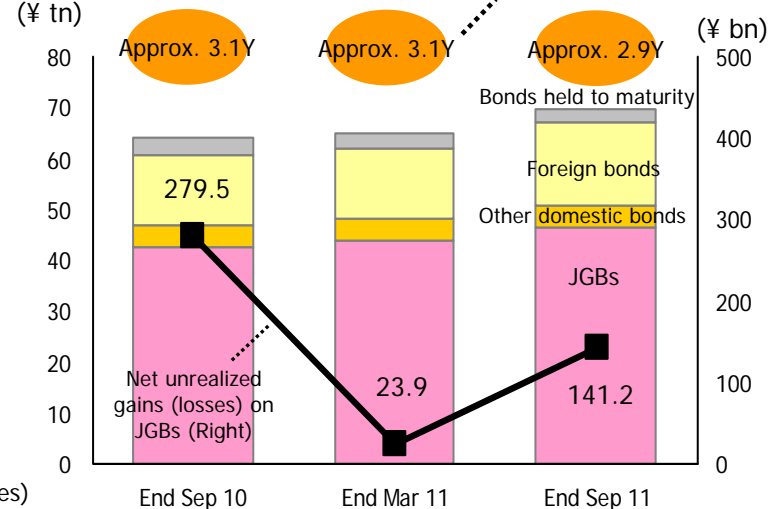 (¥ tn)
(¥ bn)
Approx. 3.1Y
Approx. 3.1Y
Approx. 2.9Y
80
70
60
50
40
30
20
10
0
500
400
300
200
100
0
Bonds held to maturity
Foreign bonds
Other domestic bonds
JGBs
279.5
23.9
141.2
Net unrealized
gains (losses) on
JGBs (Right)
es)
End Sep 10
End Mar 11
End Sep 11